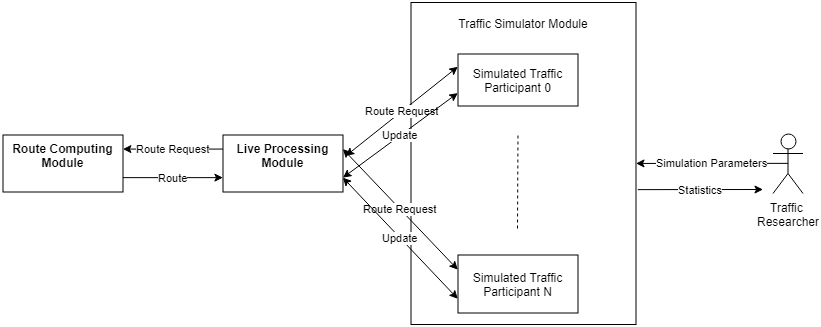 Traffic Simulator Module
Simulated Traffic
Participant 0
Route Request
Update
Route Computing
Module
Route Request
Route
Live Processing
Module
Simulation Parameters
Statistics
Traffic
Researcher
Route Request
Update
Simulated Traffic
Participant N